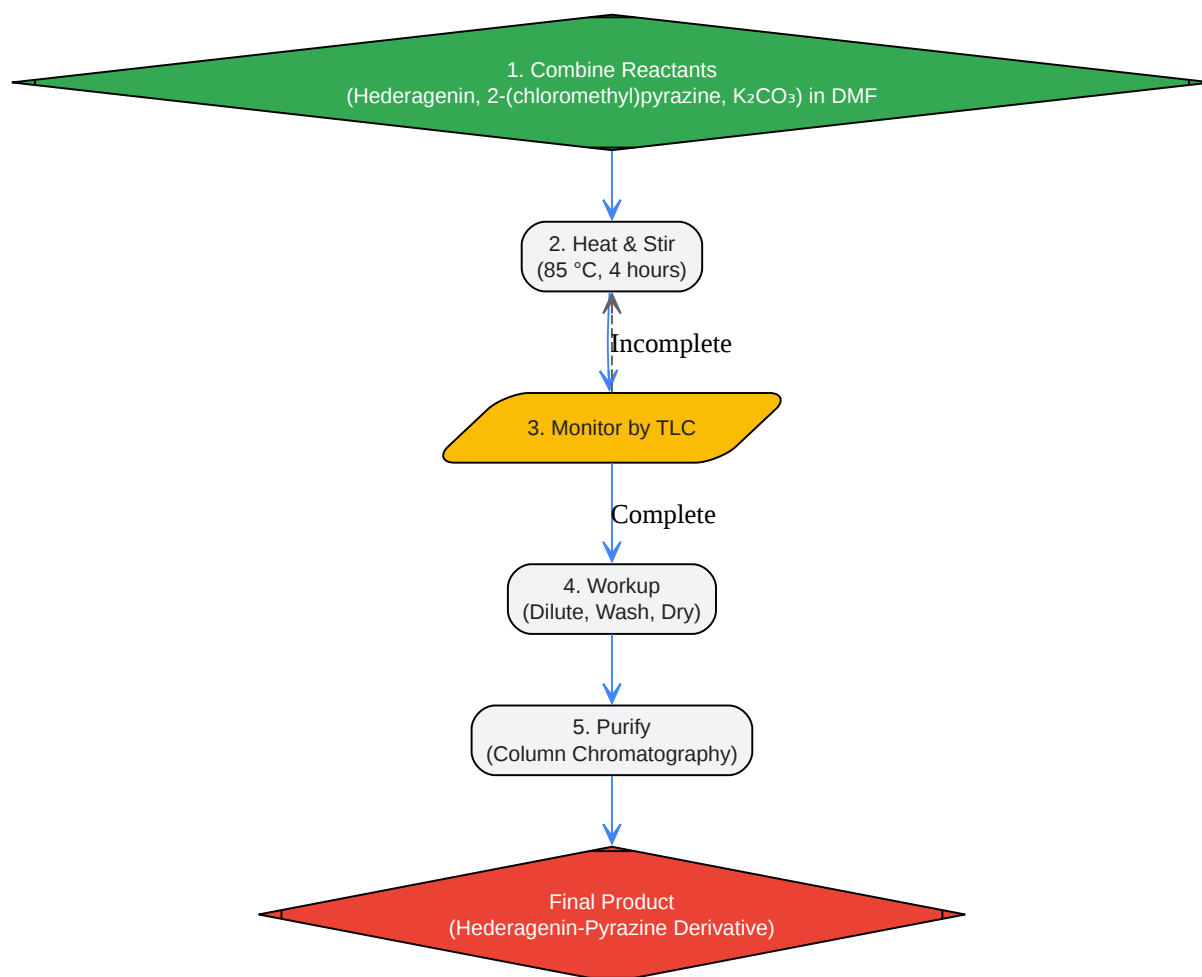 1. Combine Reactants
(Hederagenin, 2-(chloromethyl)pyrazine, K₂CO₃) in DMF
2. Heat & Stir
(85 °C, 4 hours)
Incomplete
3. Monitor by TLC
Complete
4. Workup
(Dilute, Wash, Dry)
5. Purify
(Column Chromatography)
Final Product
(Hederagenin-Pyrazine Derivative)